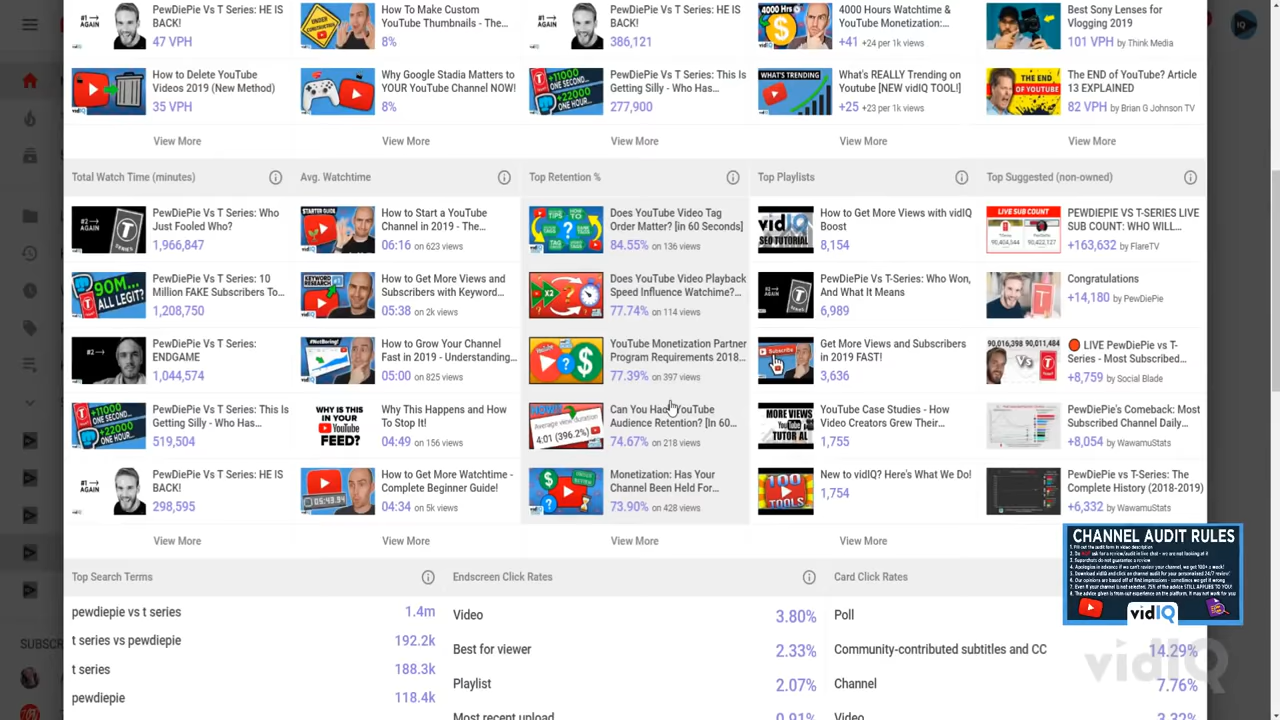 PewDiePie Vs T Series: HE IS
BACK!
47 VPH
How to Delete YouTube
Videos 2019 (New Method)
35 VPH
View More
How To Make Custom
YouTube Thumbnails - The...
8%
Why Google Stadia Matters to
YOUR YouTube Channel NOW!
8%
View More
PewDiePie Vs T Series: HE IS
BACK!
386,121
PewDiePie Vs T Series: This Is
Getting Silly - Who Has...
277,900
View More
4000 Hours Watchtime &
YouTube Monetization:...
+41 +24 per 1k views
What's REALLY Trending on
Youtube [NEW vidIQ TOOL!]
+25 +23 per 1k views
View More
Best Sony Lenses for
Vlogging 2019
101 VPH by Think Media
The END of YouTube? Article
13 EXPLAINED
82 VPH by Brian G Johnson TV
View More
Total Watch Time (minutes)
PewDiePie Vs T Series: Who
Just Fooled Who?
1,966,847
PewDiePie Vs T Series: 10
Million FAKE Subscribers To...
1,208,750
PewDiePie Vs T Series:
ENDGAME
1,044,574
PewDiePie Vs T Series: This Is
Getting Silly - Who Has...
519,504
PewDiePie Vs T Series: HE IS
BACK!
298,595
View More
Avg. Watchtime
How to Start a YouTube
Channel in 2019 - The...
06:16 on 623 views
How to Get More Views and
Subscribers with Keyword...
05:38 on 2k views
How to Grow Your Channel
Fast in 2019 - Understanding...
05:00 on 825 views
Why This Happens and How
To Stop It!
04:49 on 156 views
How to Get More Watchtime -
Complete Beginner Guide!
04:34 on 5k views
View More
Top Retention %
Does YouTube Video Tag
Order Matter? [in 60 Seconds]
84.55% on 136 views
Does YouTube Video Playback
Speed Influence Watchtime?...
77.74% on 114 views
YouTube Monetization Partner
Program Requirements 2018...
77.39% on 397 views
Can You Hack YouTube
Audience Retention? [In 60...
74.67% on 218 views
Monetization: Has Your
Channel Been Held For...
73.90% on 428 views
View More
Top Playlists
How to Get More Views with vidIQ
Boost
8,154
PewDiePie Vs T-Series: Who Won,
And What It Means
6,989
Get More Views and Subscribers
in 2019 FAST!
3,636
YouTube Case Studies - How
Video Creators Grew Their...
1,755
New to vidIQ? Here's What We Do!
1,754
View More
Top Suggested (non-owned)
PEWDIEPIE VS T-SERIES LIVE
SUB COUNT: WHO WILL...
+163,632 by FlareTV
Congratulations
+14,180 by PewDiePie
LIVE PewDiePie vs T-
Series - Most Subscribed...
+8,759 by Social Blade
PewDiePie's Comeback: Most
Subscribed Channel Daily...
+8,054 by WawamuStats
PewDiePie vs T-Series: The
Complete History (2018-2019)
+6,332 by WawamuStats
CHANNEL AUDIT RULES
vidIQ
Top Search Terms
pewdiepie vs t series 1.4m
t series vs pewdiepie 192.2k
t series 188.3k
pewdiepie 118.4k
Endscreen Click Rates
Video 3.80%
Best for viewer 2.33%
Playlist 2.07%
Most recent upload 0.91%
Card Click Rates
Poll
Community-contributed subtitles and CC 14.29%
Channel 7.76%
Video 3.32%
vidIQ
SUBSC